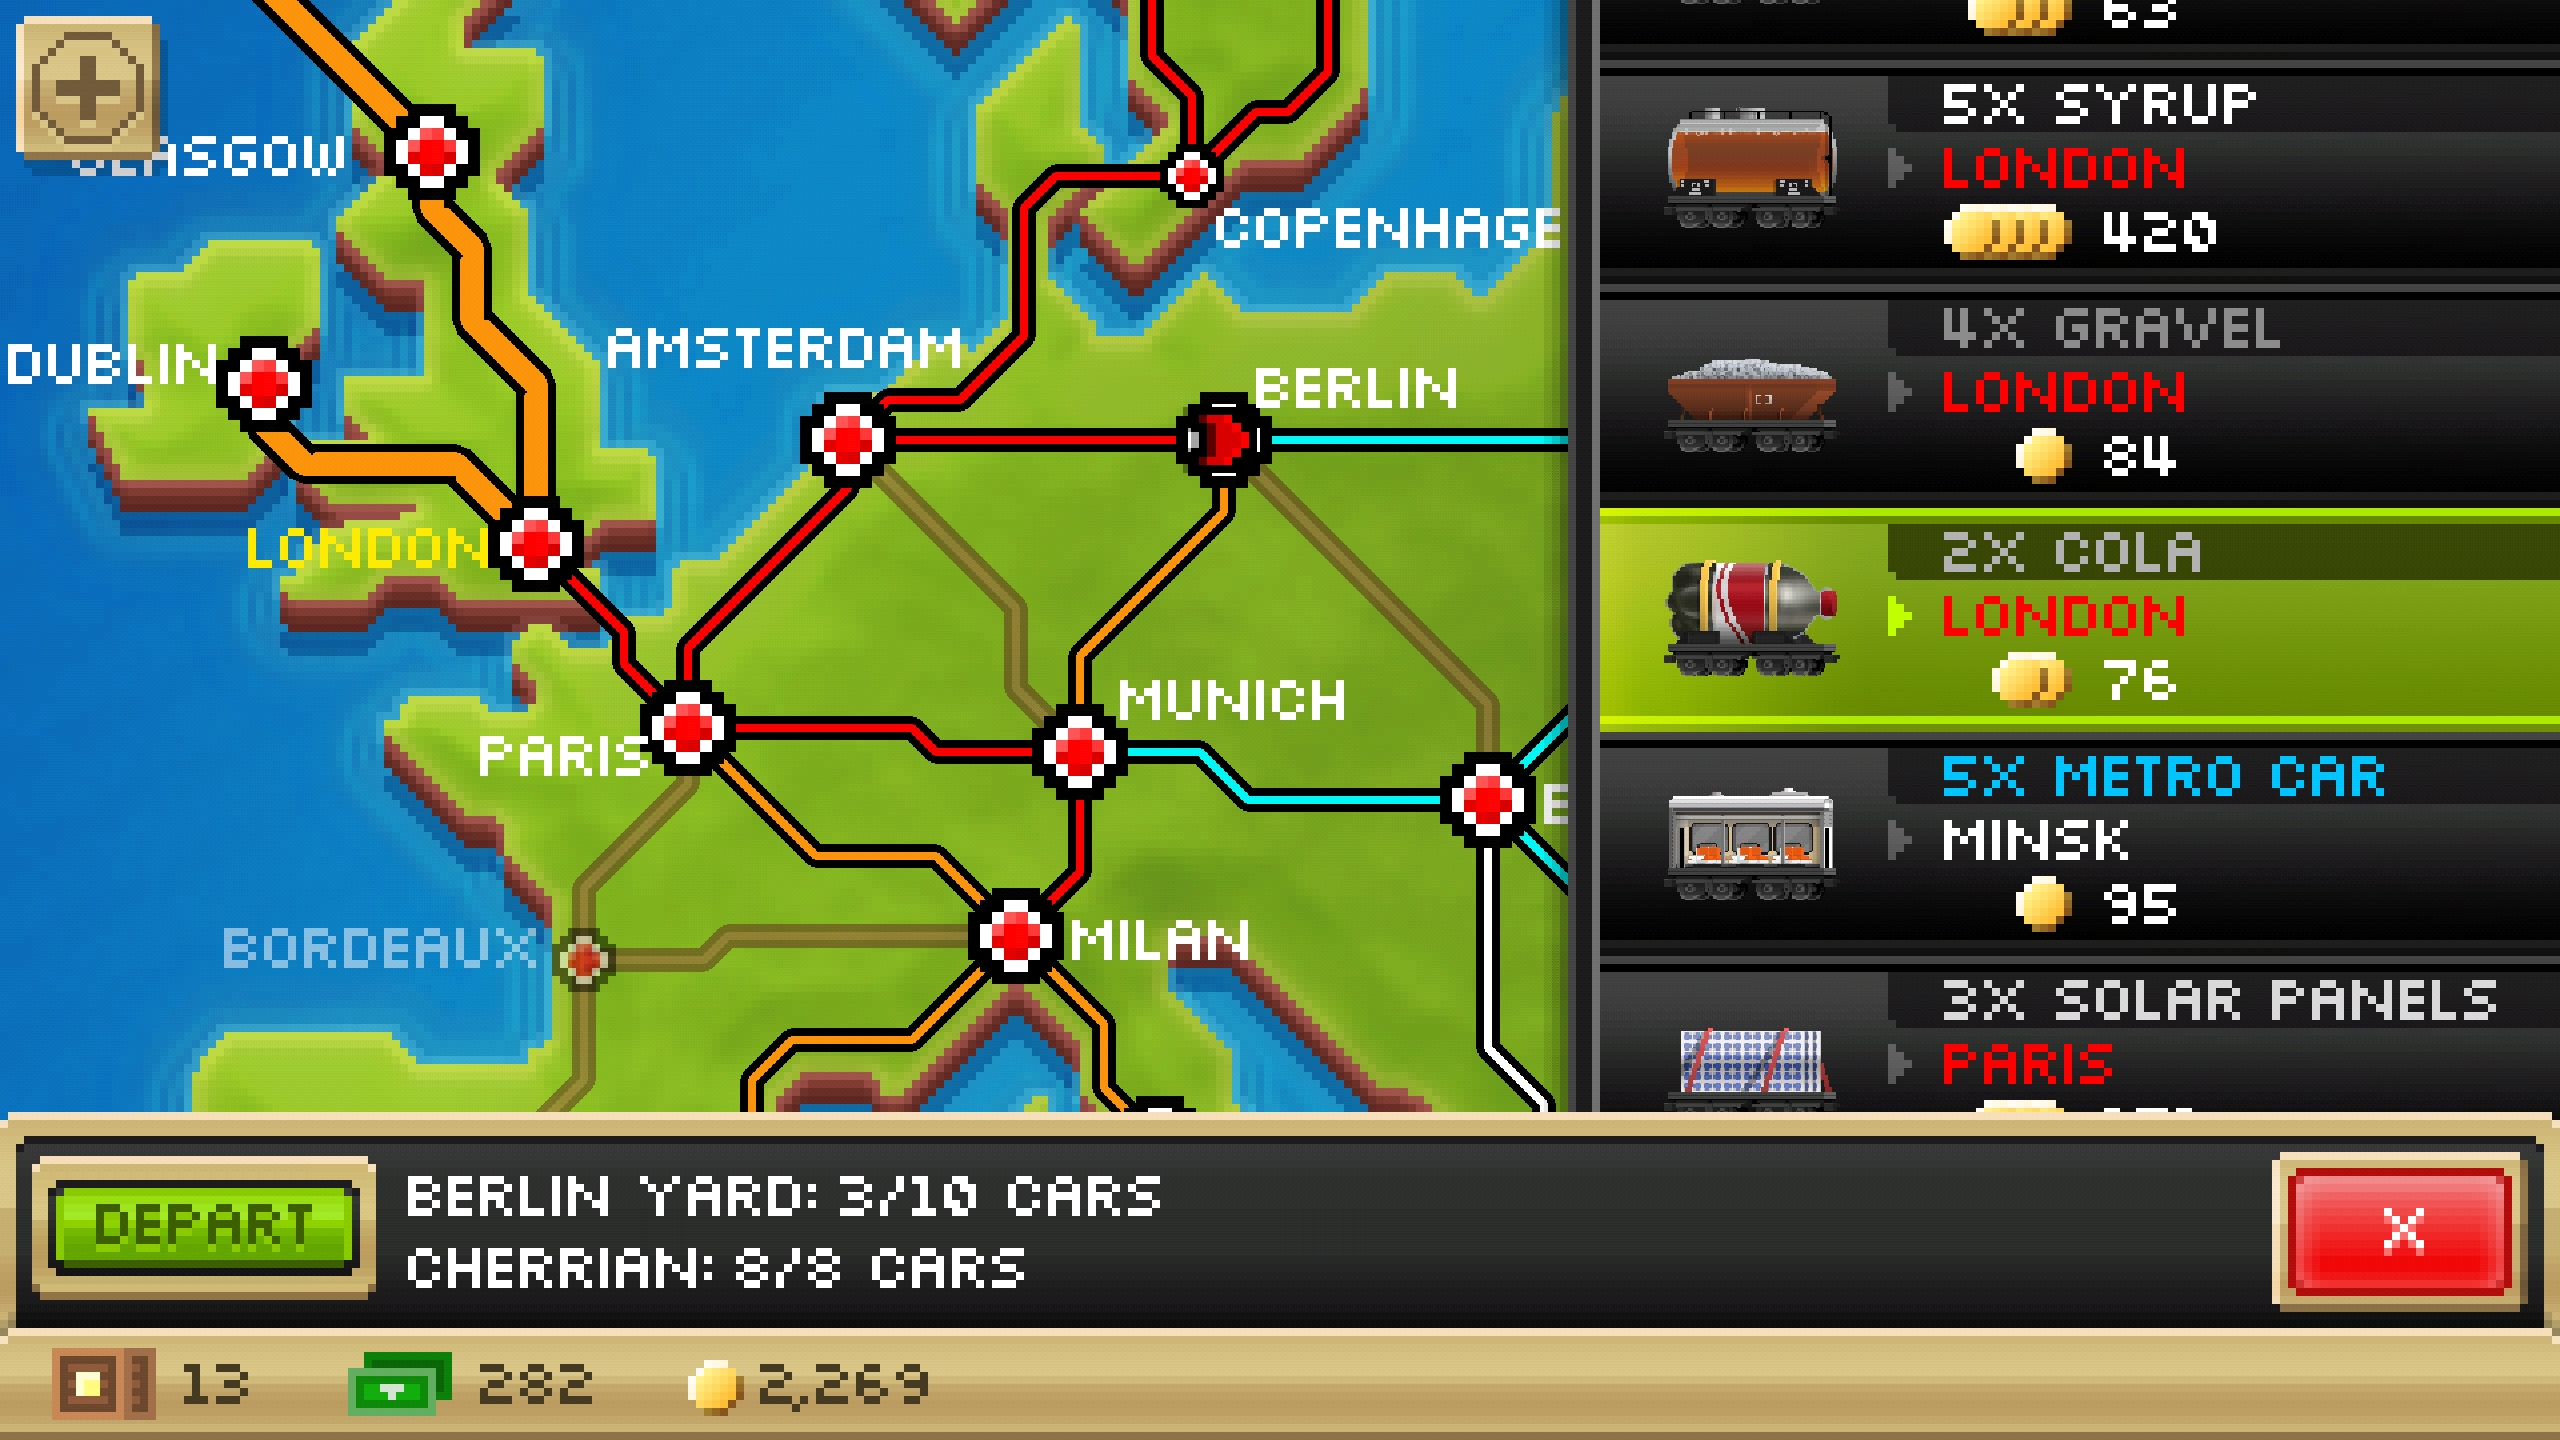 GLASGOW
COPENHAGE
DUBLIN
AMSTERDAM
BERLIN
LONDON
MUNICH
PARIS
BORDEAUX
MILAN
63
5X SYRUP
LONDON
420
4X GRAVEL
LONDON
84
2X COLA
LONDON
76
5X METRO CAR
MINSK
95
3X SOLAR PANELS
PARIS
DEPART
BERLIN YARD: 3/10 CARS
CHERRIAN: 8/8 CARS
X
13
282
2,269